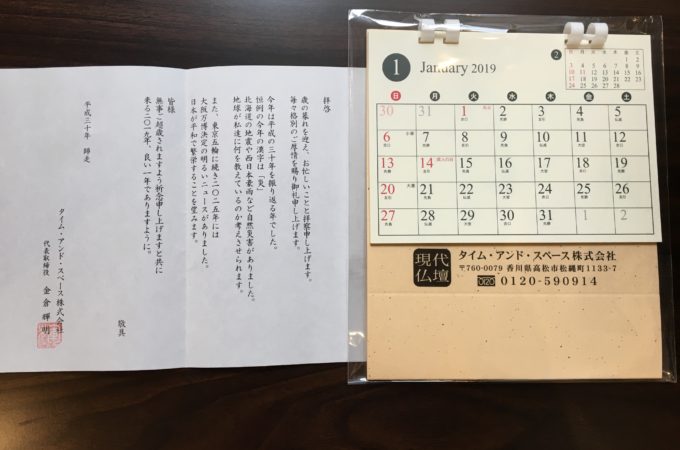 拝啓
歳の暮れを迎え、お忙しいことと拝察申し上げます。
毎々格別のご厚情を賜り御礼申し上げます。
今年は平成の三十年を振り返る年でした。
恒例の今年の漢字は「災」
北海道の地震や西日本豪雨など自然災害がありました。
地球が私達に何を教えているのか考えさせられます。
また、東京五輪に続き二〇二五年には
大阪万博決定の明るいニュースがありました。
日本が平和で繁栄することを望みます。
皆様
無事ご超歳されますよう祈念申し上げますと共に
来る二〇一九年、良い一年でありますように。
敬具
平成三十年 師走
タイム・アンド・スペース株式会社
代表取締役 金倉 輝明
1 January 2019
2
日 月 火 水 木 金 土
30 31 1 2 3 4 5
6 7 8 9 10 11 12
13 14 15 16 17 18 19
20 21 22 23 24 25 26
27 28 29 30 31 1 2
現代仏壇
タイム・アンド・スペース株式会社
〒760-0079 香川県高松市松縄町1133-7
0120-590914